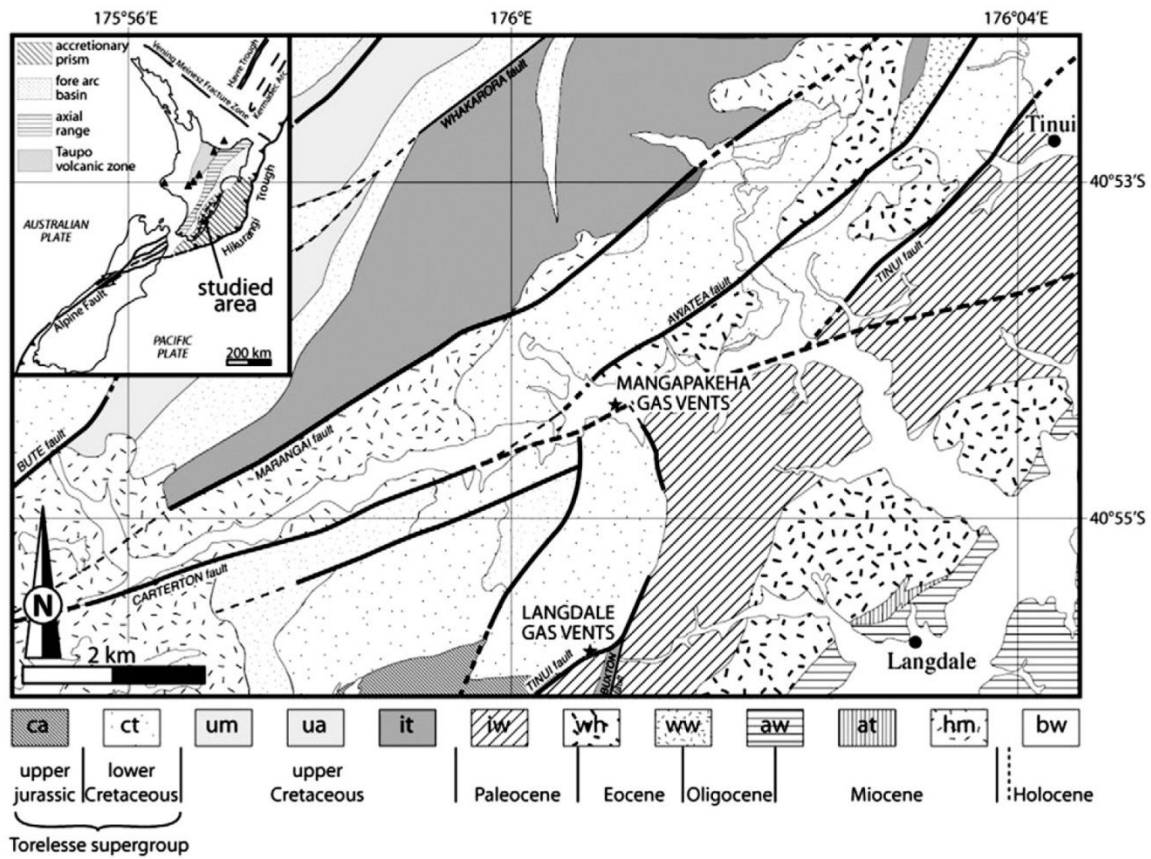 175°56'E
176°E
176°04'E
accretionary
prism
fore arc
basin
axial
range
Taupo
volcanic zone
Vening Meinesz Fracture Zone
Havre Trough
Kermadec Arc
AUSTRALIAN
PLATE
Hikurangi
Trough
studied
area
Alpine Fault
PACIFIC
PLATE
200 km
WHAKARORA fault
Tinui
40°53'S
TINUI fault
AWATEA fault
MANGAPAKEHA
GAS VENTS
BUTE fault
MARANGAI fault
40°55'S
CARTERTON fault
N
2 km
LANGDALE
GAS VENTS
TINUI fault
BUXTON
Langdale
ca
ct
um
ua
it
iw
wh
ww
aw
at
hm
bw
upper
jurassic
lower
Cretaceous
upper
Cretaceous
Paleocene
Eocene
Oligocene
Miocene
Holocene
Torelesse supergroup